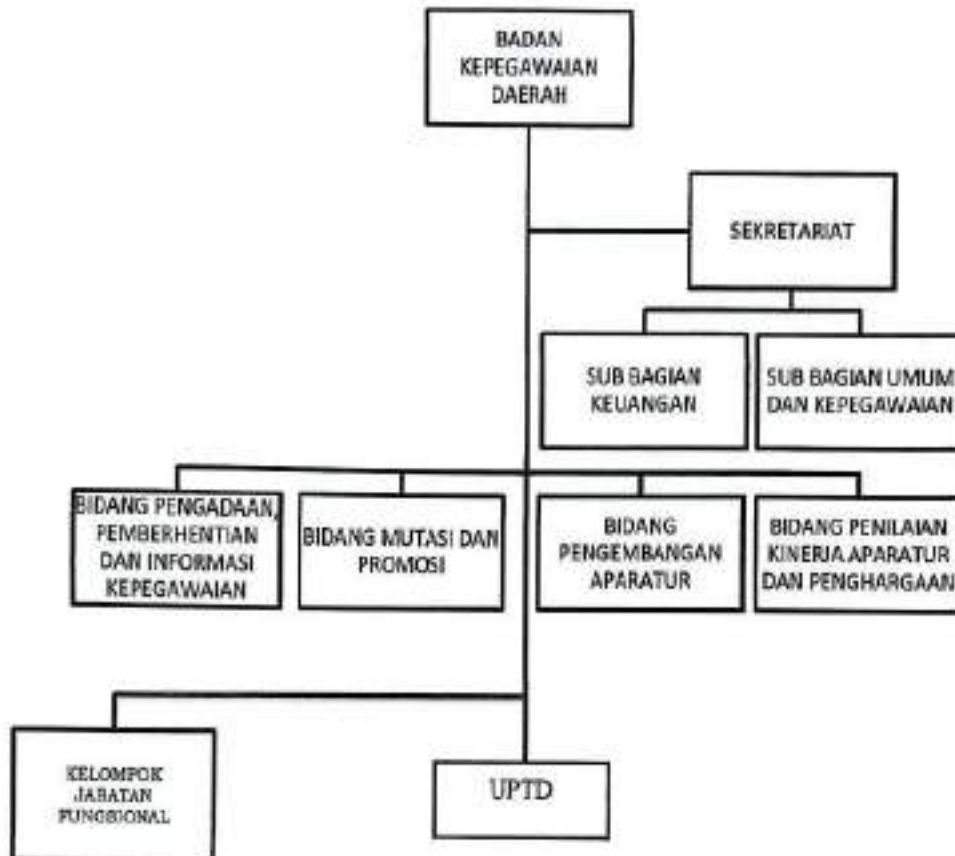 BADAN
KEPEGAWAIAN
DAERAH
SEKRETARIAT
SUB BAGIAN
KEUANGAN
SUB BAGIAN UMUM
DAN KEPEGAWAIAN
BIDANG PENGADAAN,
PEMBERHENTIAN
DAN INFORMASI
KEPEGAWAIAN
BIDANG MUTASI DAN
PROMOSI
BIDANG
PENGEMBANGAN
APARATUR
BIDANG PENILAIAN
KINERJA APARATUR
DAN PENGHARGAAN
KELOMPOK
JABATAN
FUNGSIONAL
UPTD